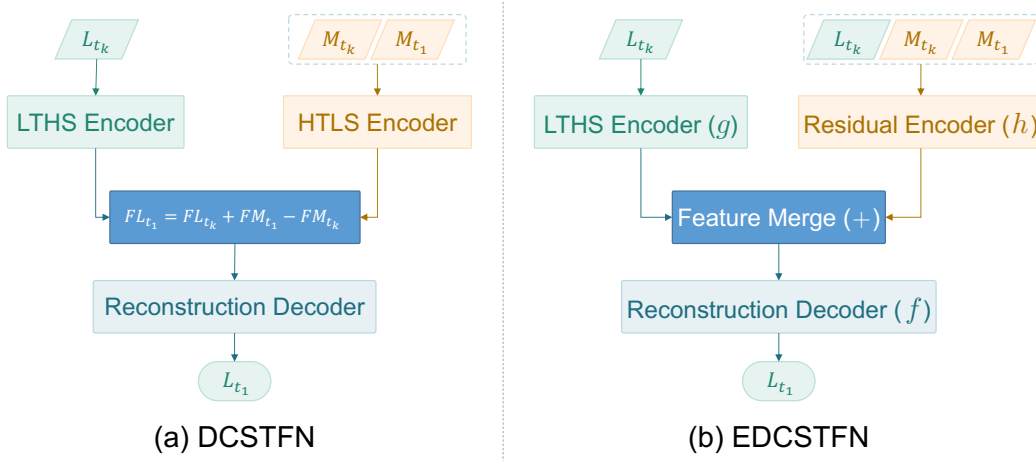 L_{t_k}
M_{t_k} M_{t_1}
LTHS Encoder
HTLS Encoder
FL_{t_1} = FL_{t_k} + FM_{t_1} − FM_{t_k}
Reconstruction Decoder
L_{t_1}
(a) DCSTFN
L_{t_k}
L_{t_k} M_{t_k} M_{t_1}
LTHS Encoder (g)
Residual Encoder (h)
Feature Merge (+)
Reconstruction Decoder (f)
L_{t_1}
(b) EDCSTFN